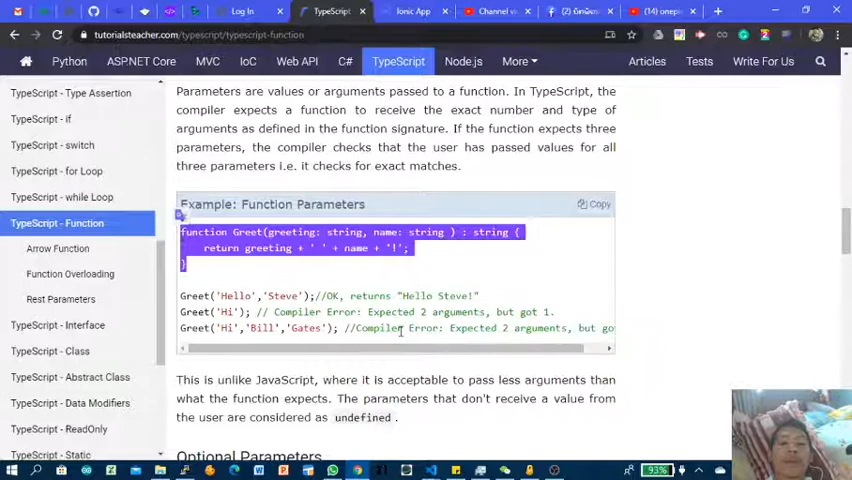 Log In
TypeScript
Ionic App
Channel v
(14) onepl
tutorialsteacher.com/typescript/typescript-function
Python ASP.NET Core MVC IoC Web API C# TypeScript Node.js More Articles Tests Write For Us
TypeScript - Type Assertion
TypeScript - if
TypeScript - switch
TypeScript - for Loop
TypeScript - while Loop
TypeScript - Function
Arrow Function
Function Overloading
Rest Parameters
TypeScript - Interface
TypeScript - Class
TypeScript - Abstract Class
TypeScript - Data Modifiers
TypeScript - ReadOnly
TypeScript - Static
Parameters are values or arguments passed to a function. In TypeScript, the
compiler expects a function to receive the exact number and type of
arguments as defined in the function signature. If the function expects three
parameters, the compiler checks that the user has passed values for all
three parameters i.e. it checks for exact matches.
Example: Function Parameters
Copy
function Greet(greeting: string, name: string ) : string {
return greeting + ' ' + name + '!';
}
Greet('Hello','Steve');//OK, returns "Hello Steve!"
Greet('Hi'); // Compiler Error: Expected 2 arguments, but got 1.
Greet('Hi','Bill','Gates'); //Compiler Error: Expected 2 arguments, but go
This is unlike JavaScript, where it is acceptable to pass less arguments than
what the function expects. The parameters that don't receive a value from
the user are considered as undefined.
Optional Parameters
93%